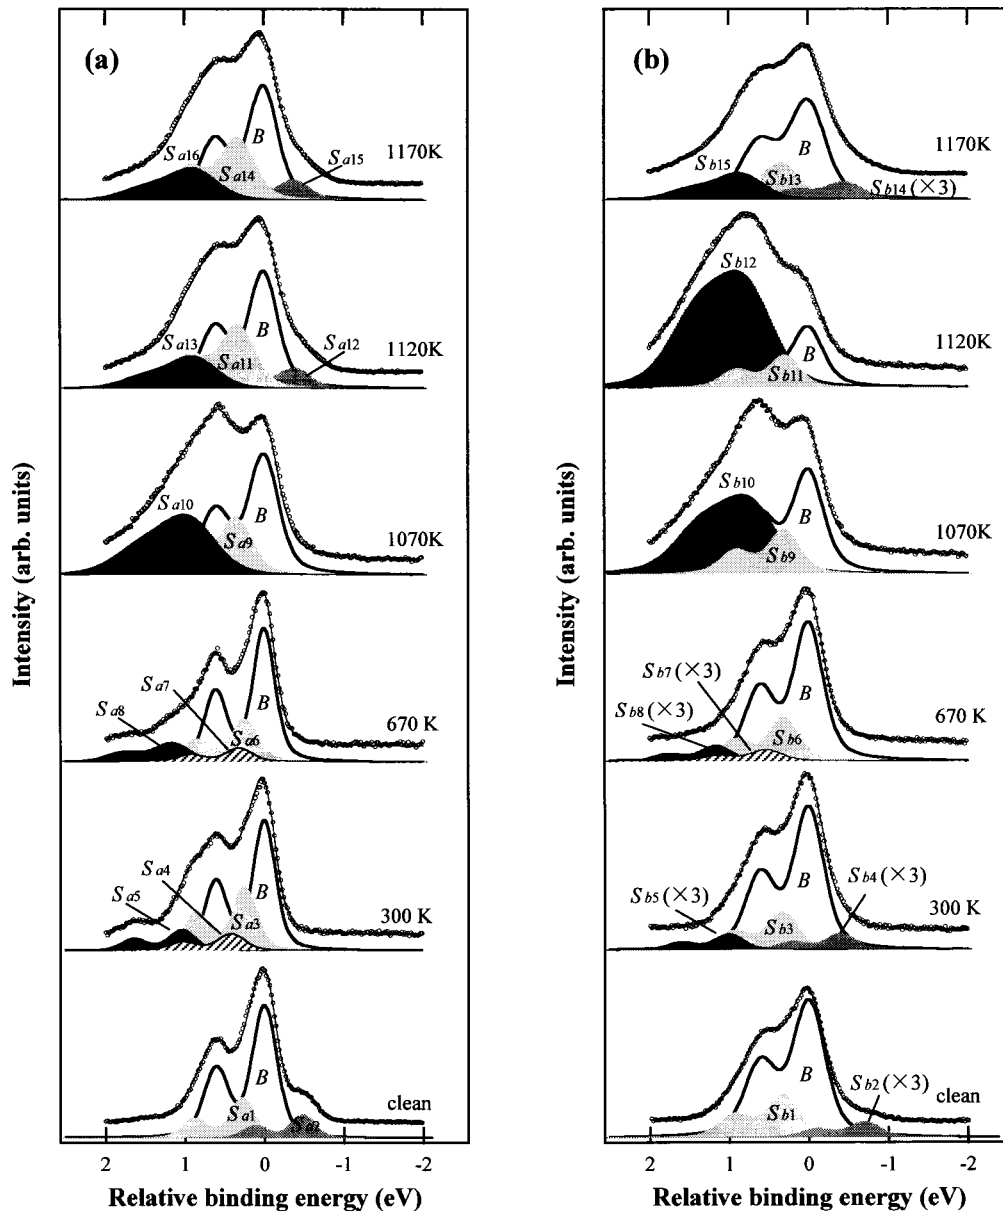 (a)
1170K
Sa16
B
Sa15
Sa14
1120K
Sa13
B
Sa12
Sa11
1070K
Sa10
B
Sa9
670 K
Sa7
Sa8
B
Sa6
300 K
Sa4
Sa5
B
Sa3
clean
B
Sa1
Sa2
2 1 0 -1 -2
Relative binding energy (eV)
Intensity (arb. units)
(b)
1170K
B
Sb15
Sb13
Sb14 (×3)
1120K
Sb12
B
Sb11
1070K
Sb10
B
Sb9
670 K
Sb7 (×3)
Sb8 (×3)
B
Sb6
300 K
Sb5 (×3)
B
Sb4 (×3)
Sb3
clean
B
Sb2 (×3)
Sb1
2 1 0 -1 -2
Relative binding energy (eV)
Intensity (arb. units)